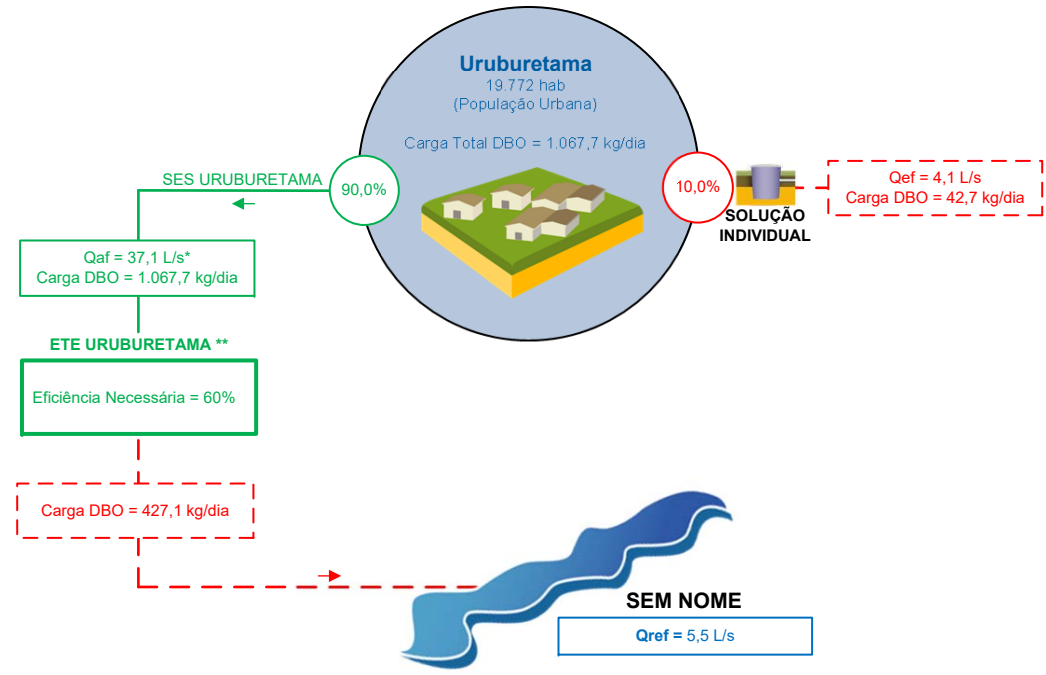 Uruburetama
19.772 hab
(População Urbana)
Carga Total DBO = 1.067,7 kg/dia
SES URUBURETAMA
90,0%
10,0%
SOLUÇÃO
INDIVIDUAL
Qef = 4,1 L/s
Carga DBO = 42,7 kg/dia
Qaf = 37,1 L/s*
Carga DBO = 1.067,7 kg/dia
ETE URUBURETAMA **
Eficiência Necessária = 60%
Carga DBO = 427,1 kg/dia
SEM NOME
Qref = 5,5 L/s